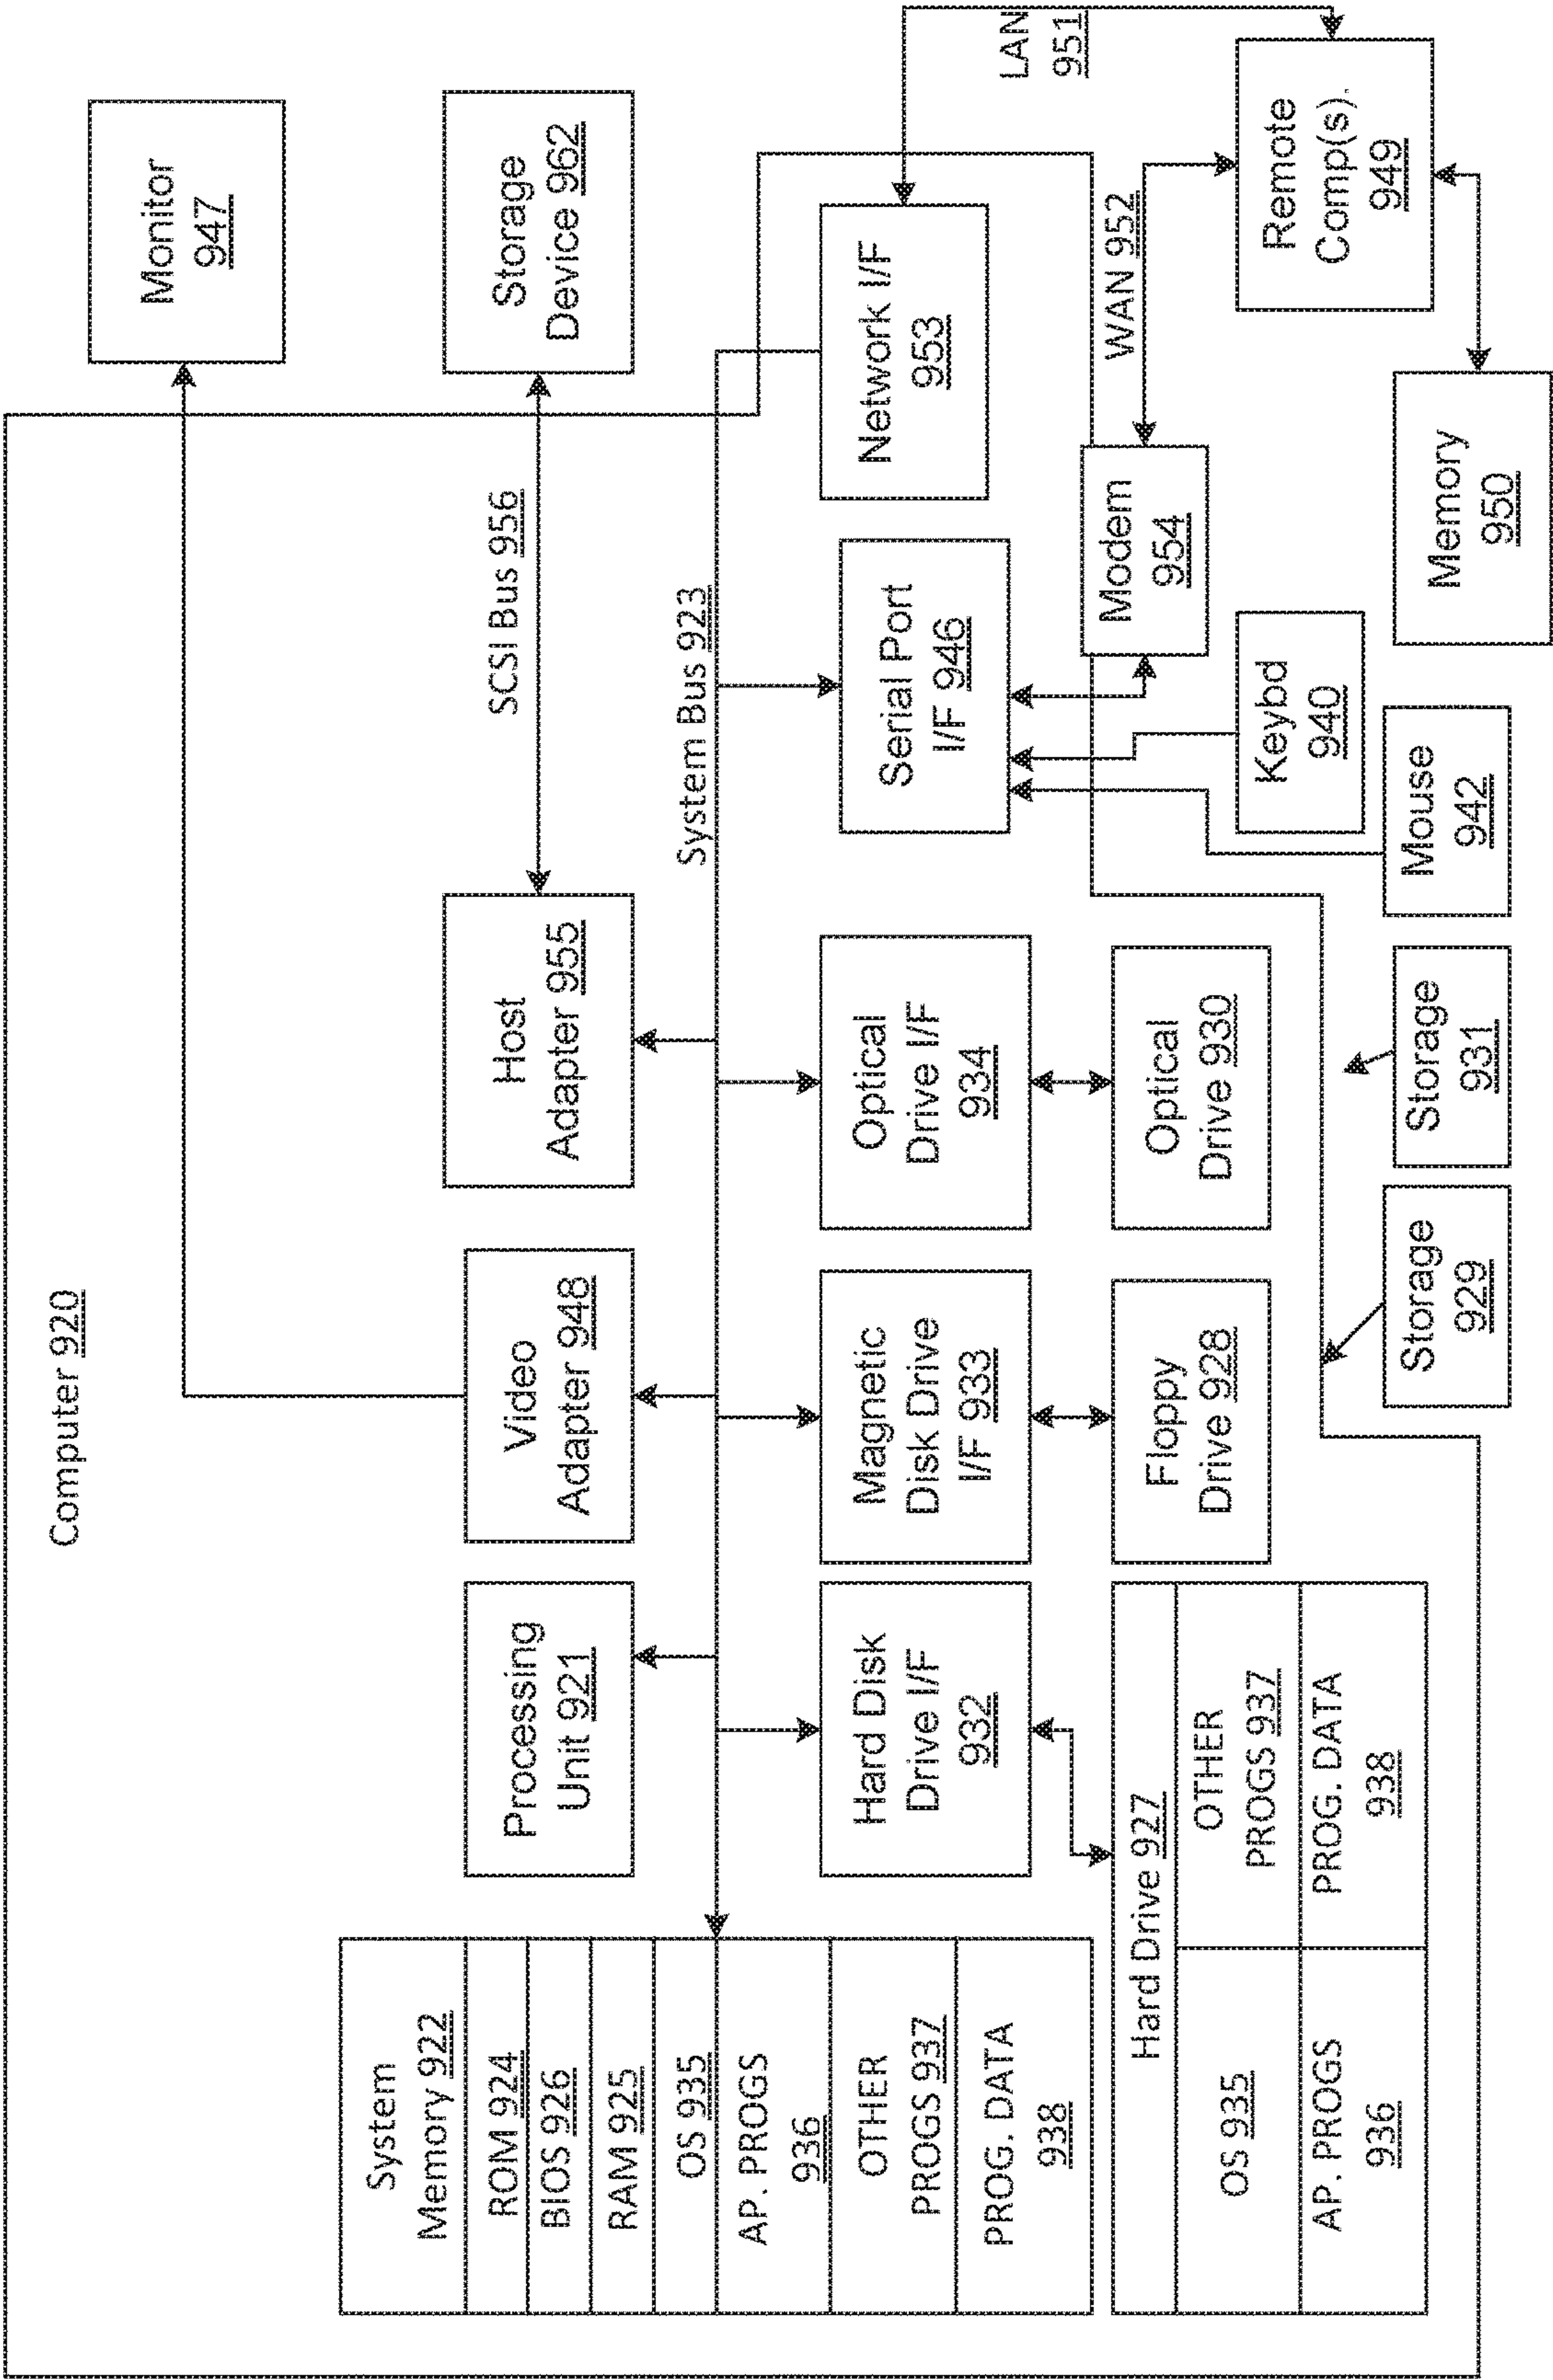 Computer 920
Monitor
947
System
Memory 922
ROM 924
BIOS 926
RAM 925
OS 935
AP. PROGS
936
OTHER
PROGS 937
PROG. DATA
938
Processing
Unit 921
Video
Adapter 948
Host
Adapter 955
SCSI Bus 956
Storage
Device 962
System Bus 923
Hard Disk
Drive I/F
932
Magnetic
Disk Drive
I/F 933
Optical
Drive I/F
934
Serial Port
I/F 946
Network I/F
953
LAN
951
Hard Drive 927
OS 935
OTHER
PROGS 937
AP. PROGS
936
PROG. DATA
938
Floppy
Drive 928
Optical
Drive 930
Modem
954
WAN 952
Keybd
940
Remote
Comp(s).
949
Storage
929
Storage
931
Mouse
942
Memory
950